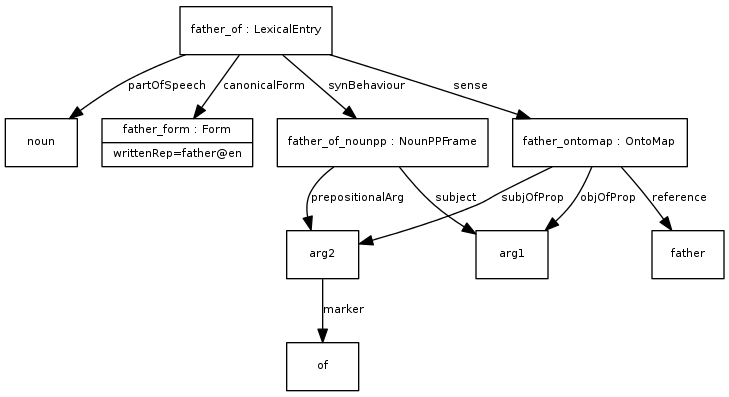 father_of : LexicalEntry
partOfSpeech
canonicalForm
synBehaviour
sense
noun
father_form : Form
writtenRep=father@en
father_of_nounpp : NounPPFrame
father_ontomap : OntoMap
prepositionalArg
subject
subjOfProp
objOfProp
reference
arg2
arg1
father
marker
of